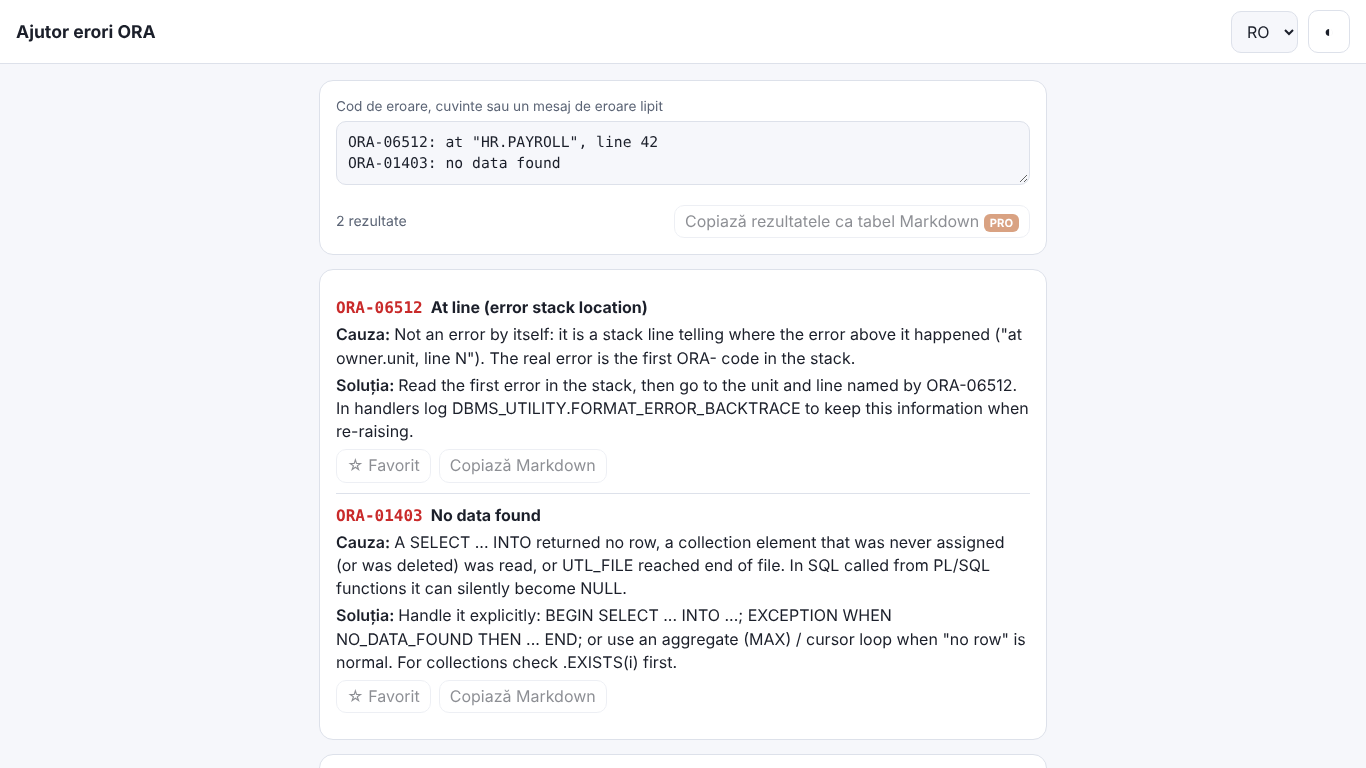 Ajutor erori ORA
RO
Cod de eroare, cuvinte sau un mesaj de eroare lipit
ORA-06512: at "HR.PAYROLL", line 42
ORA-01403: no data found
2 rezultate
Copiază rezultatele ca tabel Markdown PRO
ORA-06512 At line (error stack location)
Cauza: Not an error by itself: it is a stack line telling where the error above it happened ("at
owner.unit, line N"). The real error is the first ORA- code in the stack.
Soluția: Read the first error in the stack, then go to the unit and line named by ORA-06512.
In handlers log DBMS_UTILITY.FORMAT_ERROR_BACKTRACE to keep this information when
re-raising.
☆ Favorit Copiază Markdown
ORA-01403 No data found
Cauza: A SELECT ... INTO returned no row, a collection element that was never assigned
(or was deleted) was read, or UTL_FILE reached end of file. In SQL called from PL/SQL
functions it can silently become NULL.
Soluția: Handle it explicitly: BEGIN SELECT ... INTO ...; EXCEPTION WHEN
NO_DATA_FOUND THEN ... END; or use an aggregate (MAX) / cursor loop when "no row" is
normal. For collections check .EXISTS(i) first.
☆ Favorit Copiază Markdown